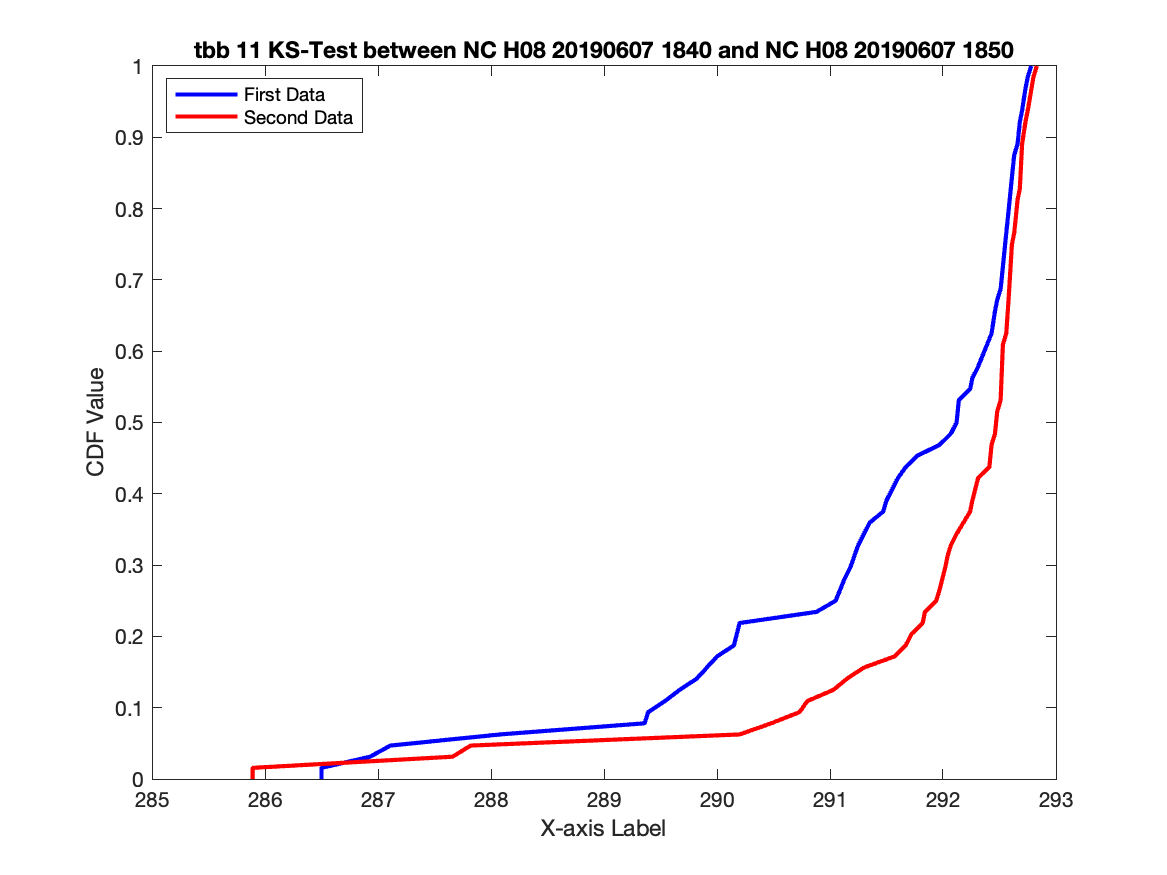 tbb 11 KS-Test between NC H08 20190607 1840 and NC H08 20190607 1850
First Data
Second Data
1
0.9
0.8
0.7
0.6
0.5
0.4
0.3
0.2
0.1
0
CDF Value
285 286 287 288 289 290 291 292 293
X-axis Label